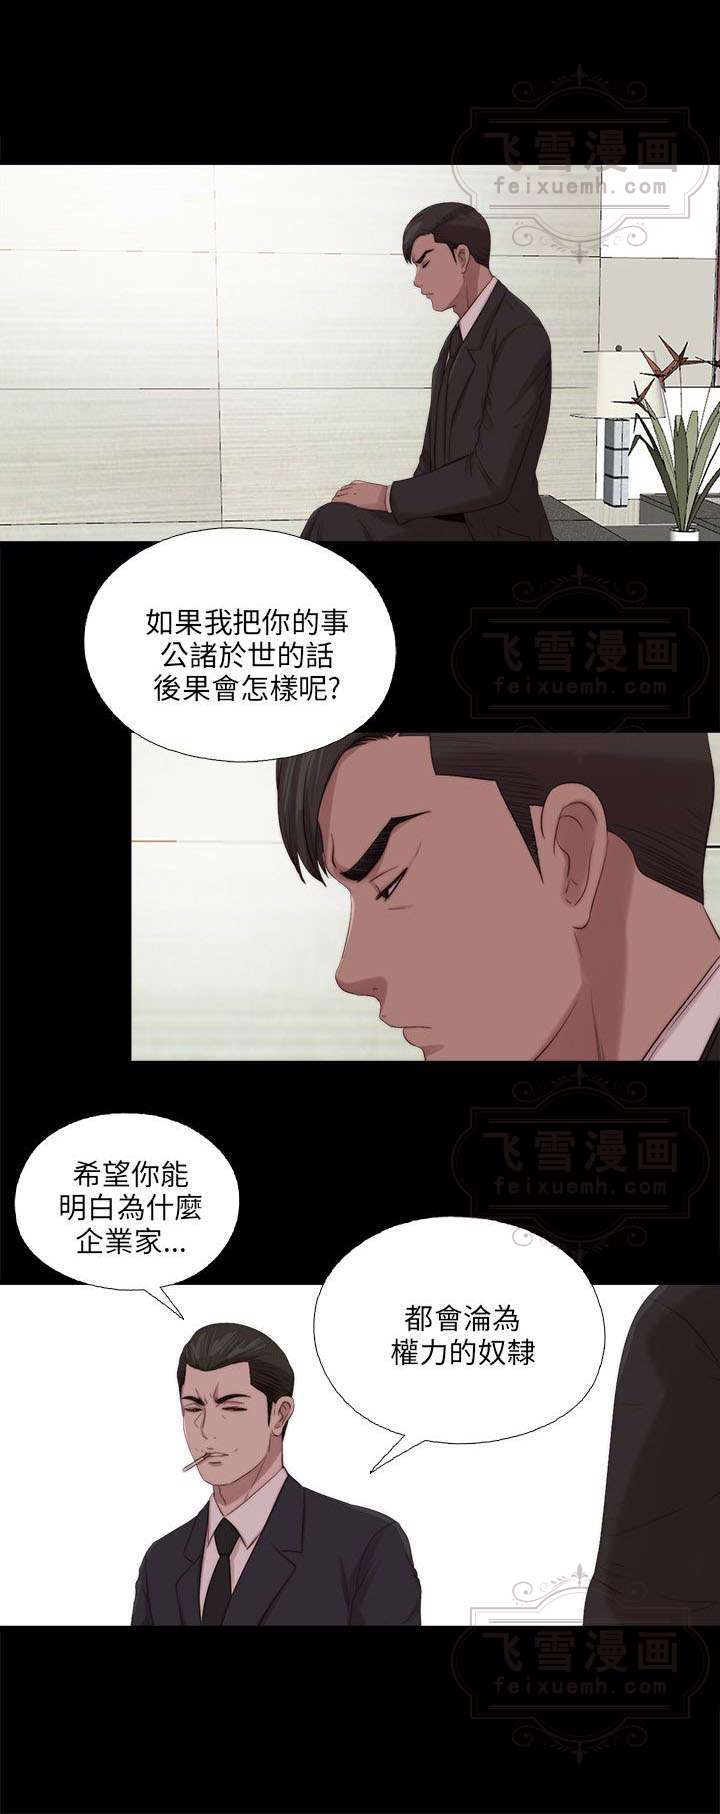 飞雪漫画
feixuemh.com
如果我把你的事
公諸於世的話
後果會怎樣呢?
飞雪漫画
feixuemh.com
希望你能
明白為什麼
企業家...
飞雪漫画
feixuemh.com
都會淪為
權力的奴隸
飞雪漫画
feixuemh.com